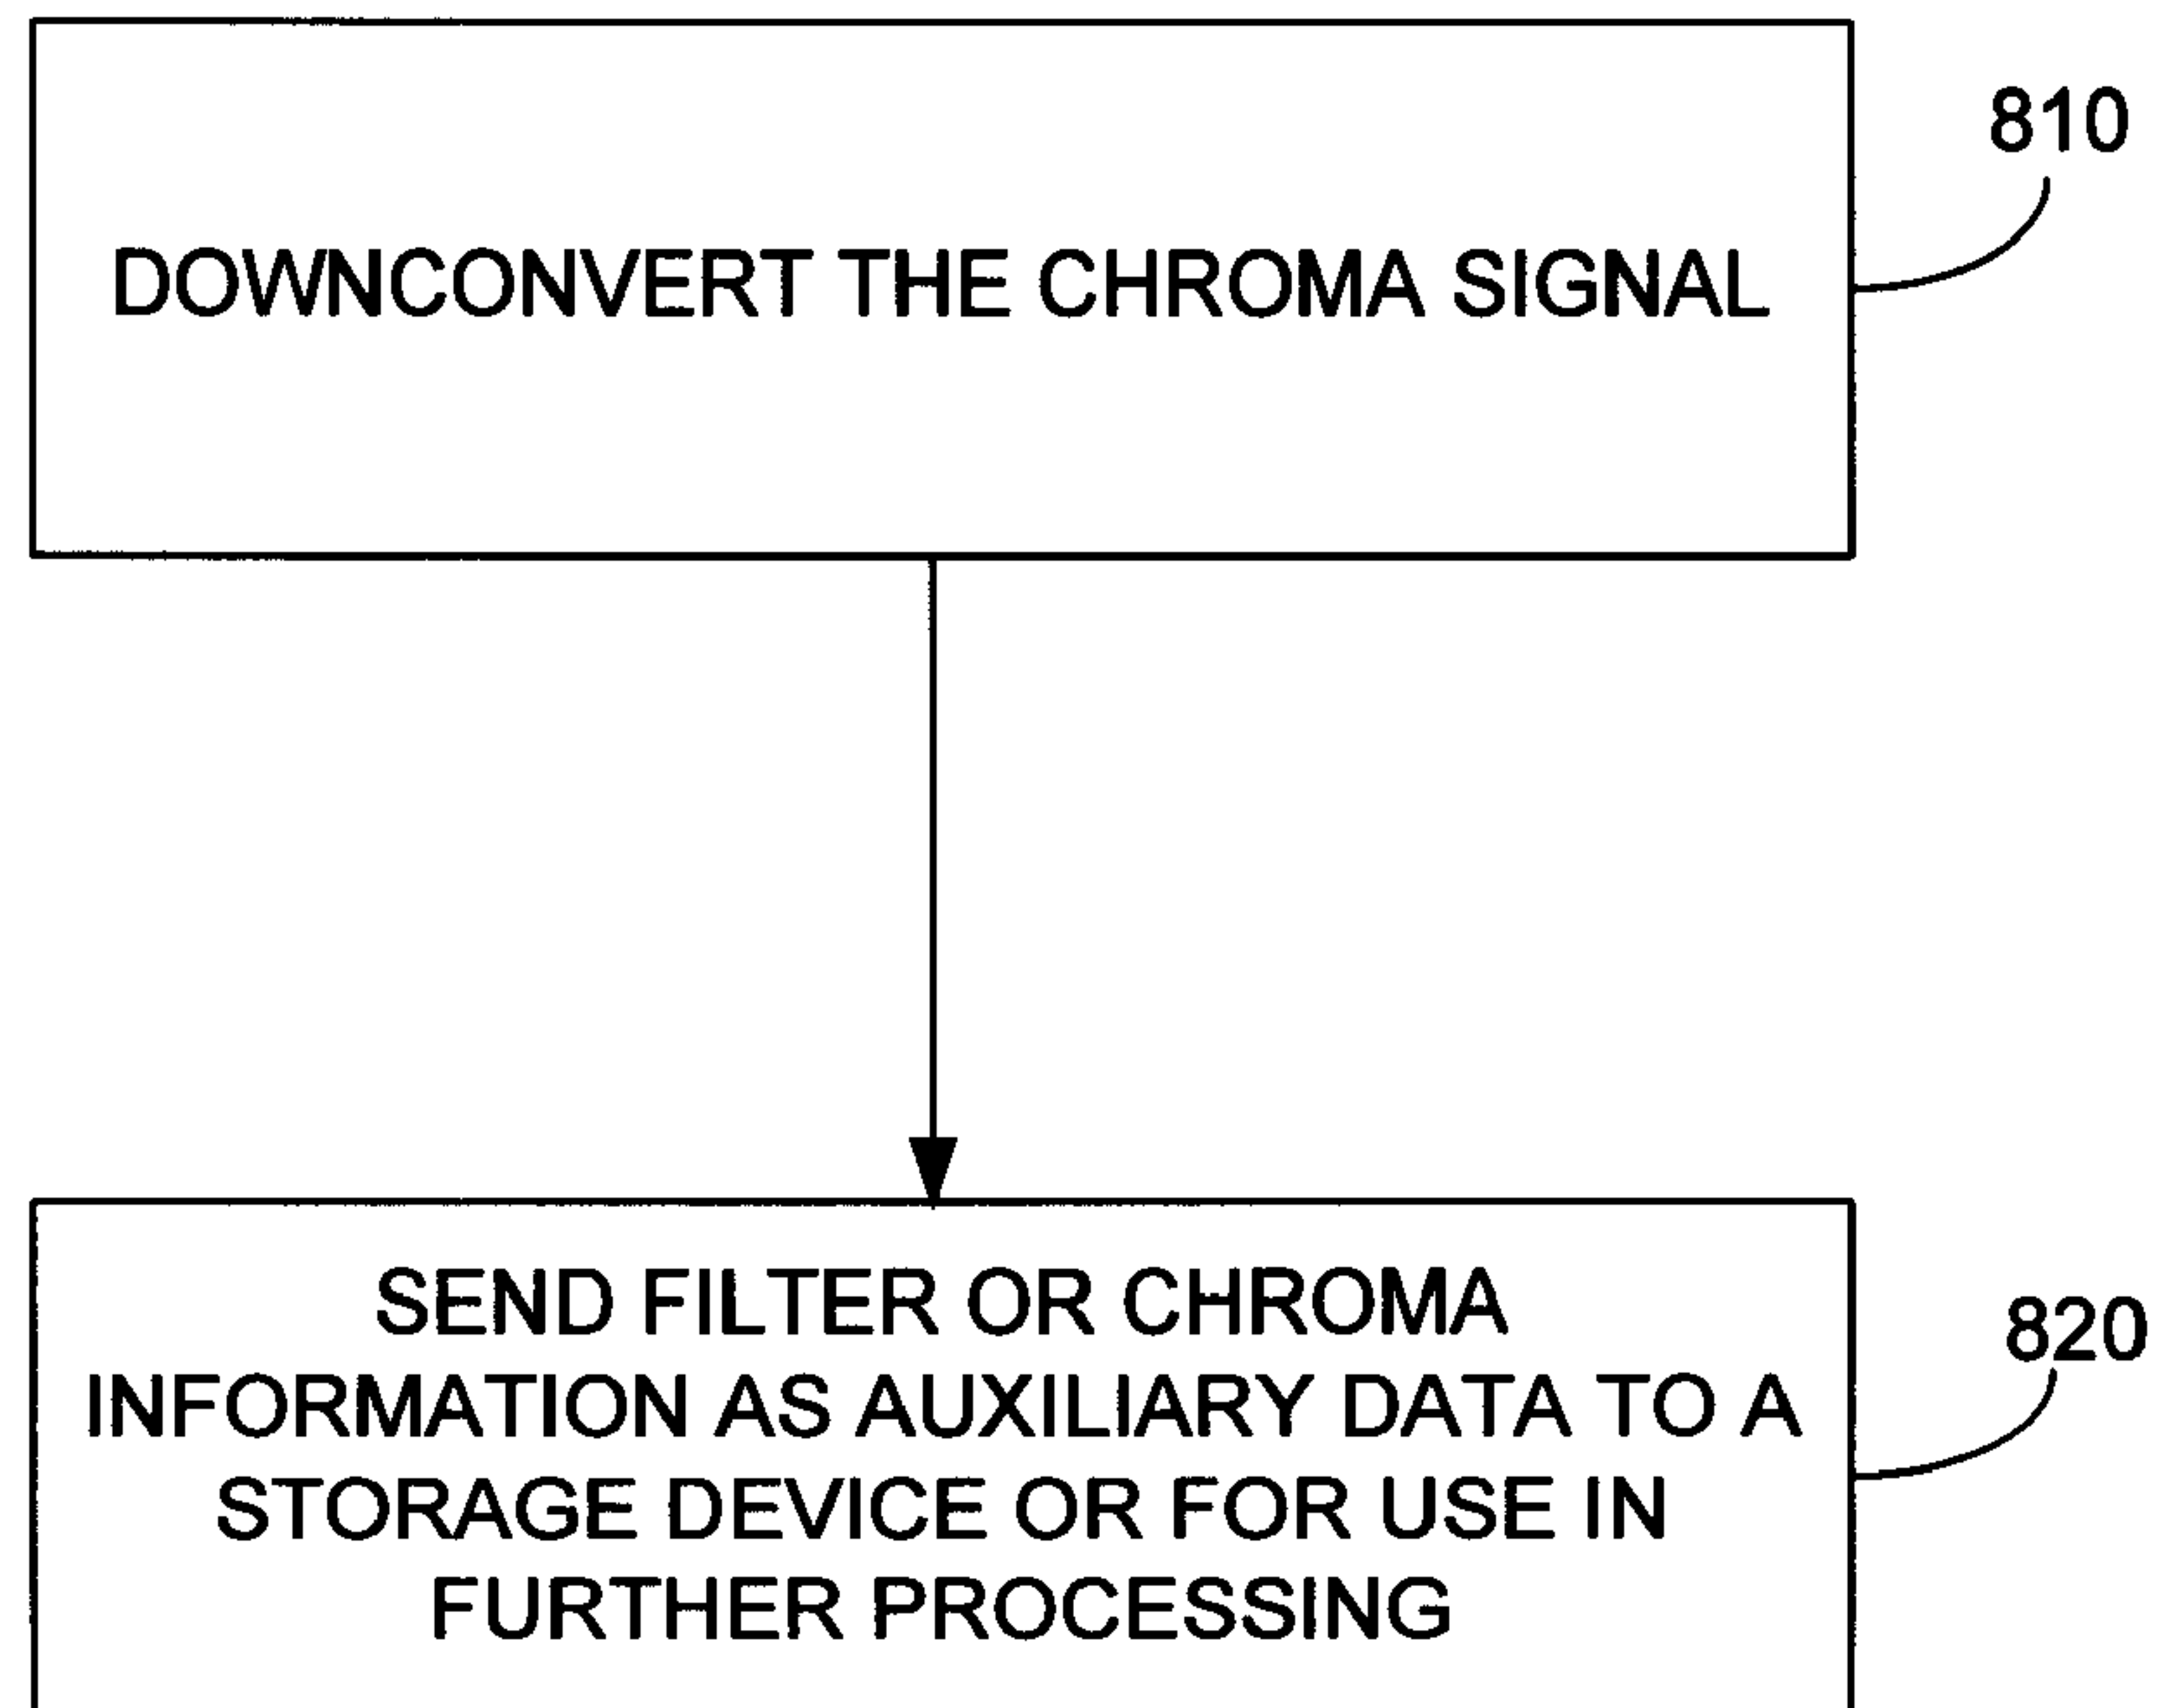 810
DOWNCONVERT THE CHROMA SIGNAL
SEND FILTER OR CHROMA
820
INFORMATION AS AUXILIARY DATA TO A
STORAGE DEVICE OR FOR USE IN
FURTHER PROCESSING